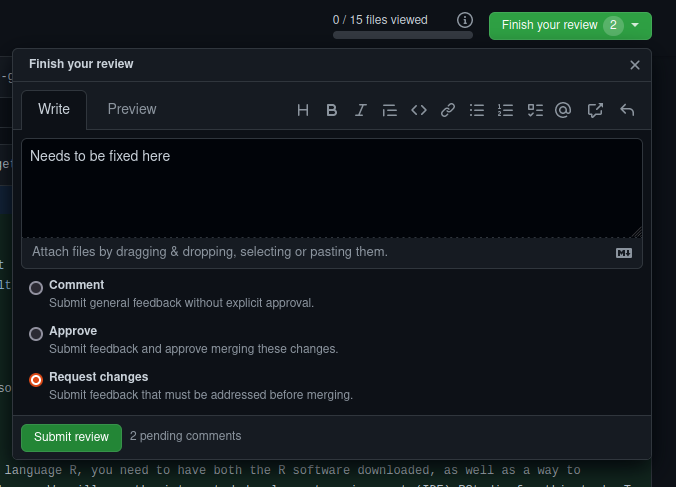 0 / 15 files viewed
Finish your review 2
Finish your review
Write Preview
Needs to be fixed here
Attach files by dragging & dropping, selecting or pasting them.
Comment
Submit general feedback without explicit approval.
Approve
Submit feedback and approve merging these changes.
Request changes
Submit feedback that must be addressed before merging.
Submit review 2 pending comments
language R, you need to have both the R software downloaded, as well as a way to